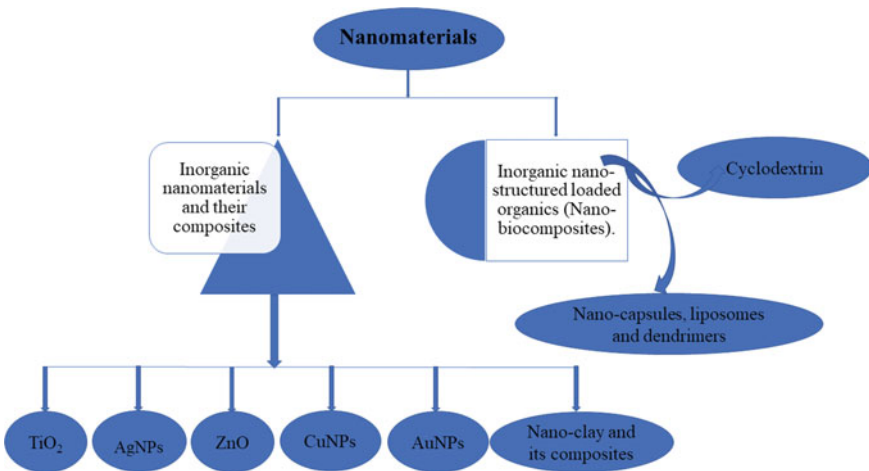 Nanomaterials
Inorganic
nanomaterials
and their
composites
Inorganic nano-
structured loaded
organics (Nano-
biocomposites).
Cyclodextrin
Nano-capsules, liposomes
and dendrimers
TiO₂
AgNPs
ZnO
CuNPs
AuNPs
Nano-clay and
its composites